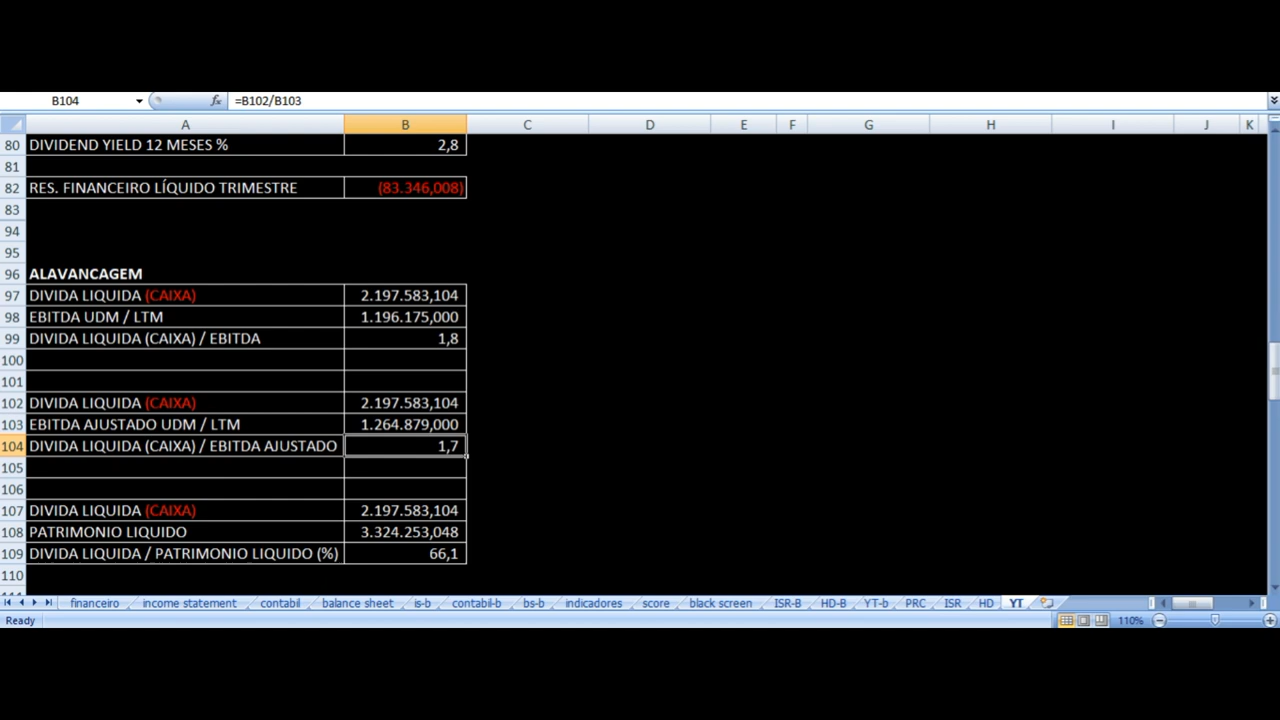 B104 fx =B102/B103
A B C D E F G H I J K
80 DIVIDEND YIELD 12 MESES % 2,8
81
82 RES. FINANCEIRO LÍQUIDO TRIMESTRE (83.346,008)
83
94
95
96 ALAVANCAGEM
97 DIVIDA LIQUIDA (CAIXA) 2.197.583,104
98 EBITDA UDM / LTM 1.196.175,000
99 DIVIDA LIQUIDA (CAIXA) / EBITDA 1,8
100
101
102 DIVIDA LIQUIDA (CAIXA) 2.197.583,104
103 EBITDA AJUSTADO UDM / LTM 1.264.879,000
104 DIVIDA LIQUIDA (CAIXA) / EBITDA AJUSTADO 1,7
105
106
107 DIVIDA LIQUIDA (CAIXA) 2.197.583,104
108 PATRIMONIO LIQUIDO 3.324.253,048
109 DIVIDA LIQUIDA / PATRIMONIO LIQUIDO (%) 66,1
110
financeiro income statement contabil balance sheet is-b contabil-b bs-b indicadores score black screen ISR-B HD-B YT-b PRC ISR HD YT
Ready 110%